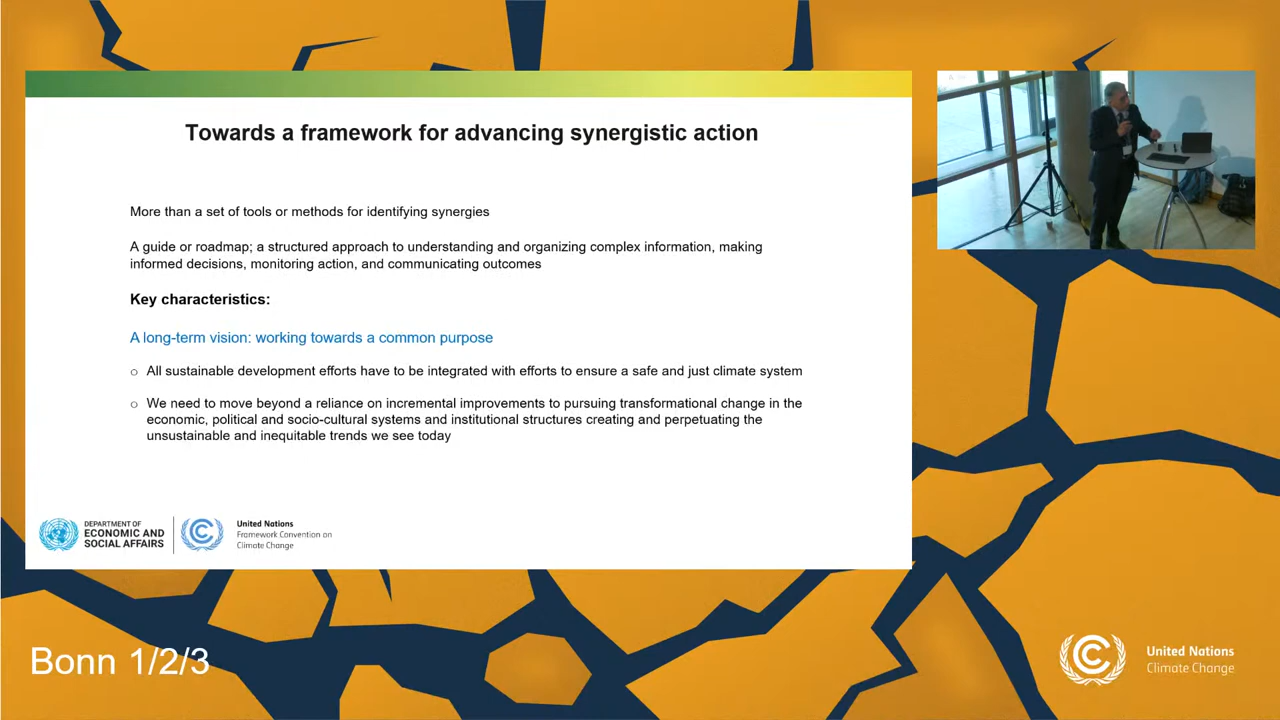 Towards a framework for advancing synergistic action
More than a set of tools or methods for identifying synergies
A guide or roadmap; a structured approach to understanding and organizing complex information, making
informed decisions, monitoring action, and communicating outcomes
Key characteristics:
A long-term vision: working towards a common purpose
○ All sustainable development efforts have to be integrated with efforts to ensure a safe and just climate system
○ We need to move beyond a reliance on incremental improvements to pursuing transformational change in the
economic, political and socio-cultural systems and institutional structures creating and perpetuating the
unsustainable and inequitable trends we see today
DEPARTMENT OF
ECONOMIC AND
SOCIAL AFFAIRS
United Nations
Framework Convention on
Climate Change
Bonn 1/2/3
United Nations
Climate Change